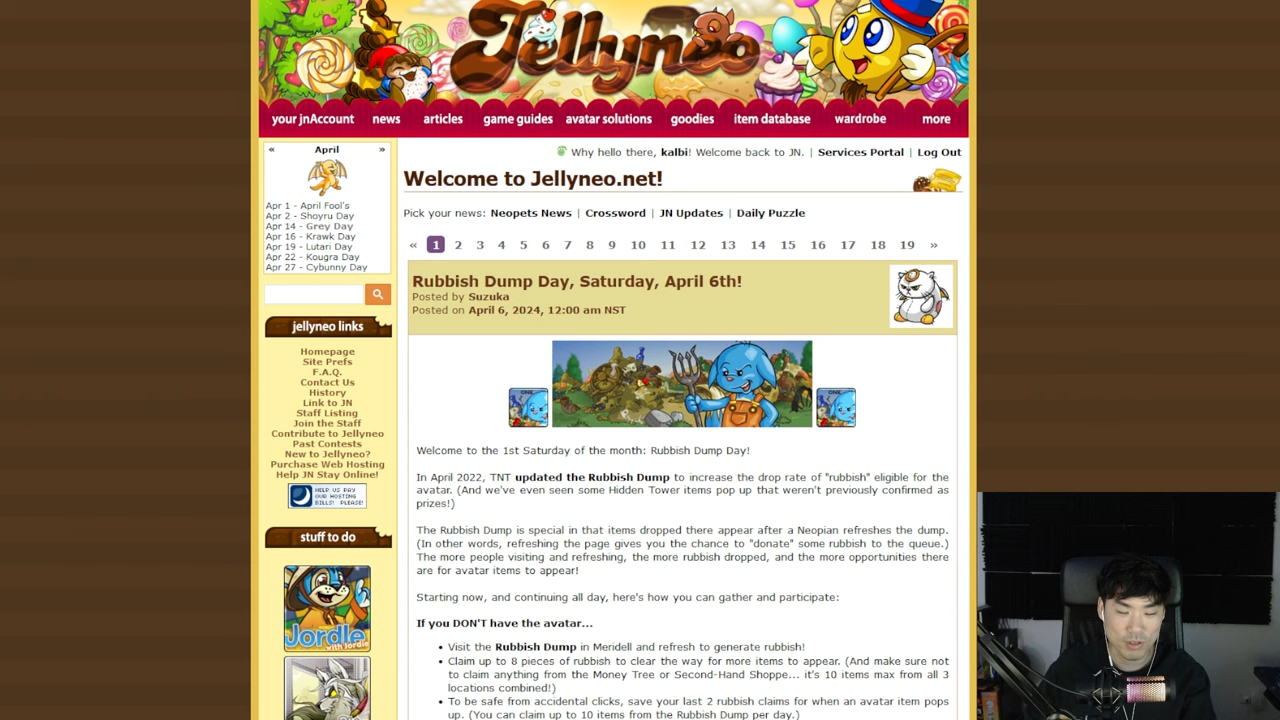 Jellyneo
your jnAccount news articles game guides avatar solutions goodies item database wardrobe more
« April »
Apr 1 - April Fool's
Apr 2 - Shoyru Day
Apr 14 - Grey Day
Apr 16 - Krawk Day
Apr 19 - Lutari Day
Apr 22 - Kougra Day
Apr 27 - Cybunny Day
jellyneo links
Homepage
Site Prefs
F.A.Q.
Contact Us
History
Link to JN
Staff Listing
Join the Staff
Contribute to Jellyneo
Past Contests
New to Jellyneo?
Purchase Web Hosting
Help JN Stay Online!
HELP US PAY
OUR HOSTING
BILLS! PLEASE!
stuff to do
Jordle
with Jordie
Why hello there, kalbi! Welcome back to JN. | Services Portal | Log Out
Welcome to Jellyneo.net!
Pick your news: Neopets News | Crossword | JN Updates | Daily Puzzle
« 1 2 3 4 5 6 7 8 9 10 11 12 13 14 15 16 17 18 19 »
Rubbish Dump Day, Saturday, April 6th!
Posted by Suzuka
Posted on April 6, 2024, 12:00 am NST
Welcome to the 1st Saturday of the month: Rubbish Dump Day!
In April 2022, TNT updated the Rubbish Dump to increase the drop rate of "rubbish" eligible for the
avatar. (And we've even seen some Hidden Tower items pop up that weren't previously confirmed as
prizes!)
The Rubbish Dump is special in that items dropped there appear after a Neopian refreshes the dump.
(In other words, refreshing the page gives you the chance to "donate" some rubbish to the queue.)
The more people visiting and refreshing, the more rubbish dropped, and the more opportunities there
are for avatar items to appear!
Starting now, and continuing all day, here's how you can gather and participate:
If you DON'T have the avatar...
• Visit the Rubbish Dump in Meridell and refresh to generate rubbish!
• Claim up to 8 pieces of rubbish to clear the way for more items to appear. (And make sure not
to claim anything from the Money Tree or Second-Hand Shoppe... it's 10 items max from all 3
locations combined!)
• To be safe from accidental clicks, save your last 2 rubbish claims for when an avatar item pops
up. (You can claim up to 10 items from the Rubbish Dump per day.)